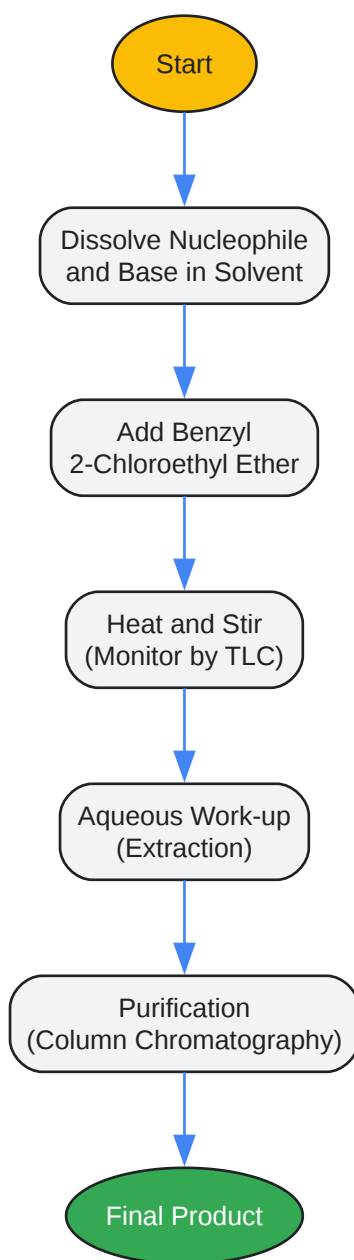 Start
Dissolve Nucleophile
and Base in Solvent
Add Benzyl
2-Chloroethyl Ether
Heat and Stir
(Monitor by TLC)
Aqueous Work-up
(Extraction)
Purification
(Column Chromatography)
Final Product